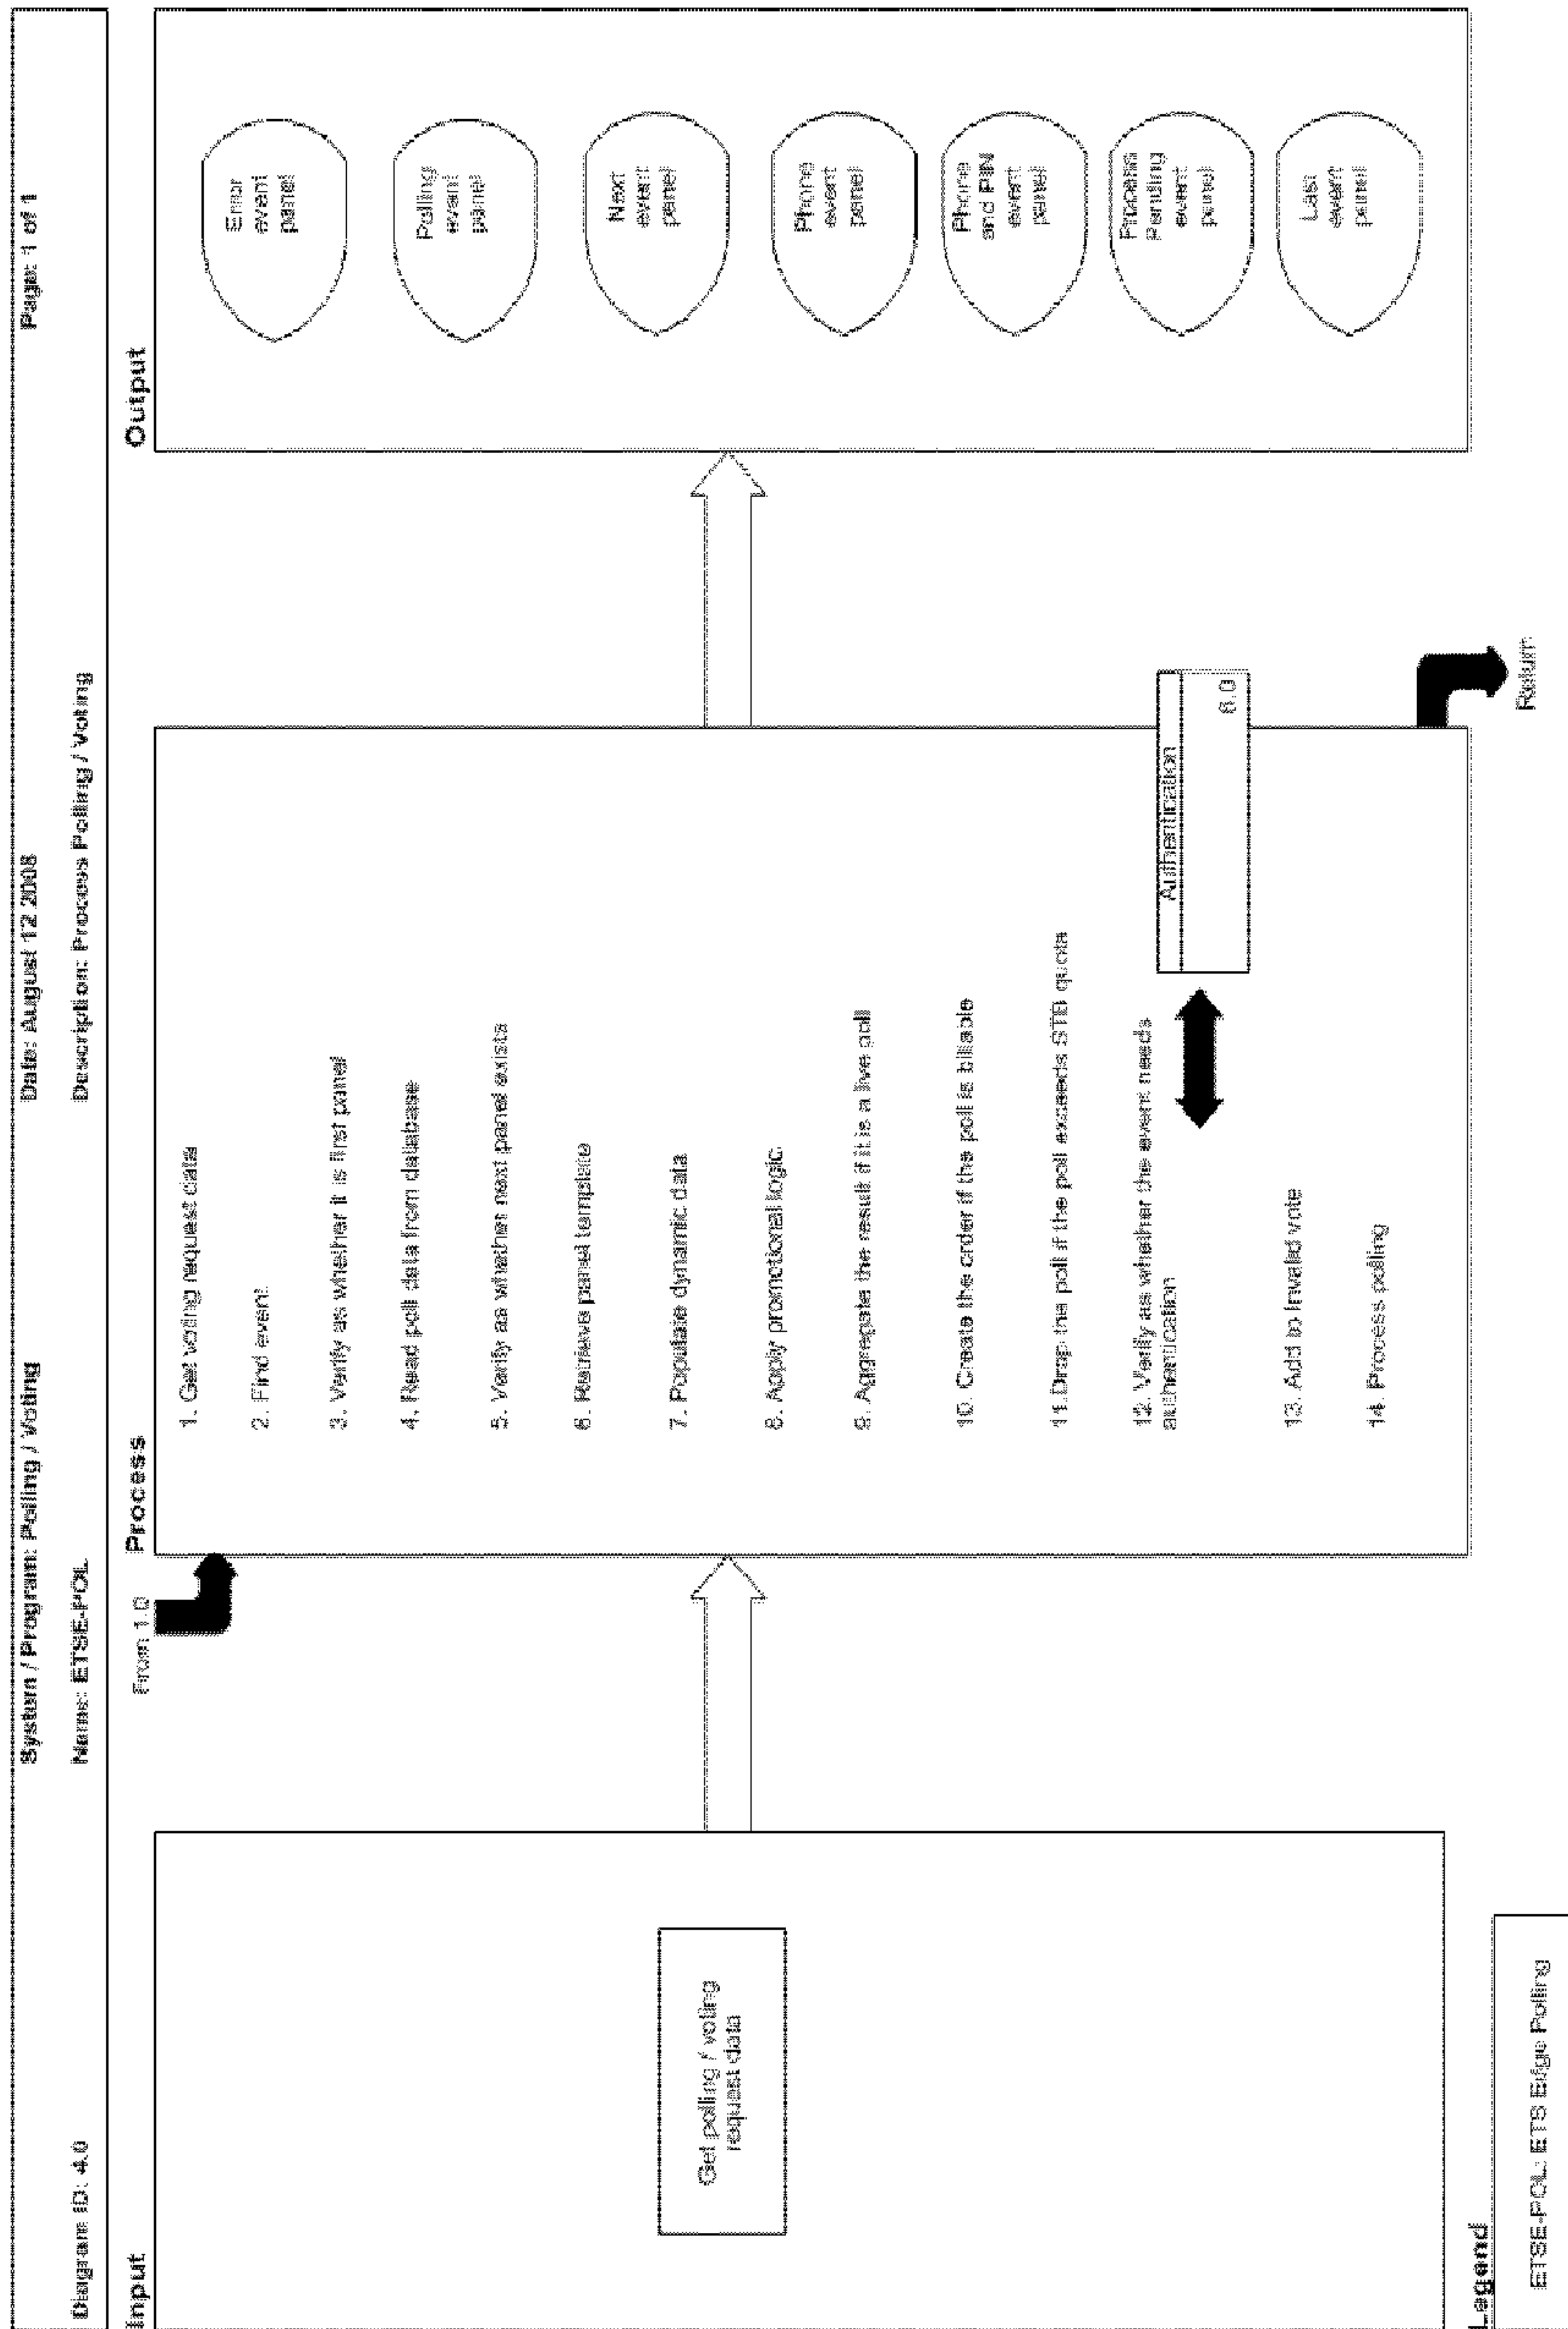 System / Program: Polling / Voting
Date: August 12 2008
Page: 1 of 1
Diagram ID: 4.0
Name: ETSE-POL
Description: Process Polling / Voting
Input
Get polling / voting
request data
From 1.0
Process
1. Get voting request data
2. Find event
3. Verify as whether it is first panel
4. Read poll data from database
5. Verify as whether next panel exists
6. Retrieve panel template
7. Populate dynamic data
8. Apply promotional logic
9. Aggregate the result if it is a live poll
10. Create the order if the poll is billable
11. Drop the poll if the poll exceeds STB quota
12. Verify as whether the event needs
authentication
13. Add to Invalid vote
14. Process polling
Authentication
6.0
Return
Output
Error
event
panel
Polling
event
panel
Next
event
panel
Phone
event
panel
Phone
and PIN
event
panel
Process
Pending
event
panel
Last
event
panel
Legend
ETSE-POL: ETS Edge Polling